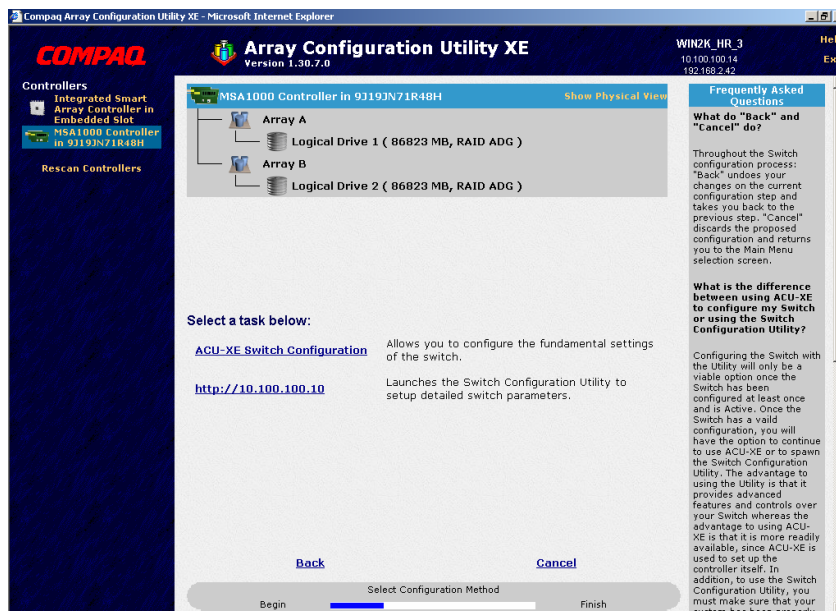 Compaq Array Configuration Utility XE - Microsoft Internet Explorer
COMPAQ
Array Configuration Utility XE
Version 1.30.7.0
WIN2K_HR_3
10.100.100.14
192.168.2.42
Controllers
Integrated Smart
Array Controller in
Embedded Slot
MSA1000 Controller
in 9J19JN71R48H
Rescan Controllers
MSA1000 Controller in 9J19JN71R48H
Show Physical View
Array A
Logical Drive 1 ( 86823 MB, RAID ADG )
Array B
Logical Drive 2 ( 86823 MB, RAID ADG )
Select a task below:
ACU-XE Switch Configuration
Allows you to configure the fundamental settings
of the switch.
http://10.100.100.10
Launches the Switch Configuration Utility to
setup detailed switch parameters.
Back
Cancel
Select Configuration Method
Begin
Finish
Frequently Asked
Questions
What do "Back" and
"Cancel" do?
Throughout the Switch
configuration process:
"Back" undoes your
changes on the current
configuration step and
takes you back to the
previous step. "Cancel"
discards the proposed
configuration and returns
you to the Main Menu
selection screen.
What is the difference
between using ACU-XE
to configure my Switch
or using the Switch
Configuration Utility?
Configuring the Switch with
the Utility will only be a
viable option once the
Switch has been
configured at least once
and is Active. Once the
Switch has a vaild
configuration, you will
have the option to continue
to use ACU-XE or to spawn
the Switch Configuration
Utility. The advantage to
using the Utility is that it
provides advanced
features and controls over
your Switch whereas the
advantage to using ACU-
XE is that it is more readily
available, since ACU-XE is
used to set up the
controller itself. In
addition, to use the Switch
Configuration Utility, you
must make sure that your